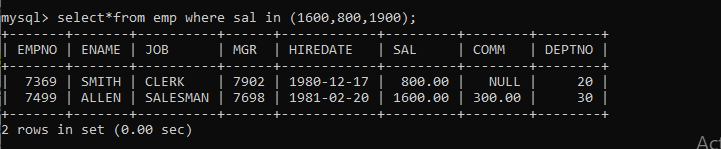 mysql> select*from emp where sal in (1600,800,1900);
+-------+-------+----------+------+------------+---------+--------+--------+
| EMPNO | ENAME | JOB      | MGR  | HIREDATE   | SAL     | COMM   | DEPTNO |
+-------+-------+----------+------+------------+---------+--------+--------+
|  7369 | SMITH | CLERK    | 7902 | 1980-12-17 |  800.00 |   NULL |     20 |
|  7499 | ALLEN | SALESMAN | 7698 | 1981-02-20 | 1600.00 | 300.00 |     30 |
+-------+-------+----------+------+------------+---------+--------+--------+
2 rows in set (0.00 sec)